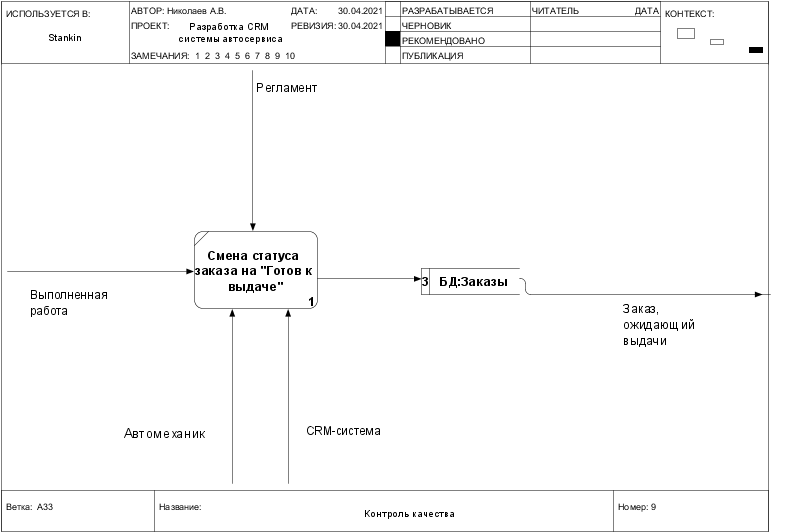 ИСПОЛЬЗУЕТСЯ В:
Stankin
АВТОР: Николаев А.В.
ДАТА: 30.04.2021
ПРОЕКТ: Разработка CRM
системы автосервиса
РЕВИЗИЯ: 30.04.2021
ЗАМЕЧАНИЯ: 1 2 3 4 5 6 7 8 9 10
РАЗРАБАТЫВАЕТСЯ
ЧЕРНОВИК
РЕКОМЕНДОВАНО
ПУБЛИКАЦИЯ
ЧИТАТЕЛЬ
ДАТА
КОНТЕКСТ:
Регламент
Смена статуса
заказа на "Готов к
выдаче"
1
3 БД:Заказы
Выполненная
работа
Заказ,
ожидающий
выдачи
Автомеханик
CRM-система
Ветка: A33
Название:
Контроль качества
Номер: 9